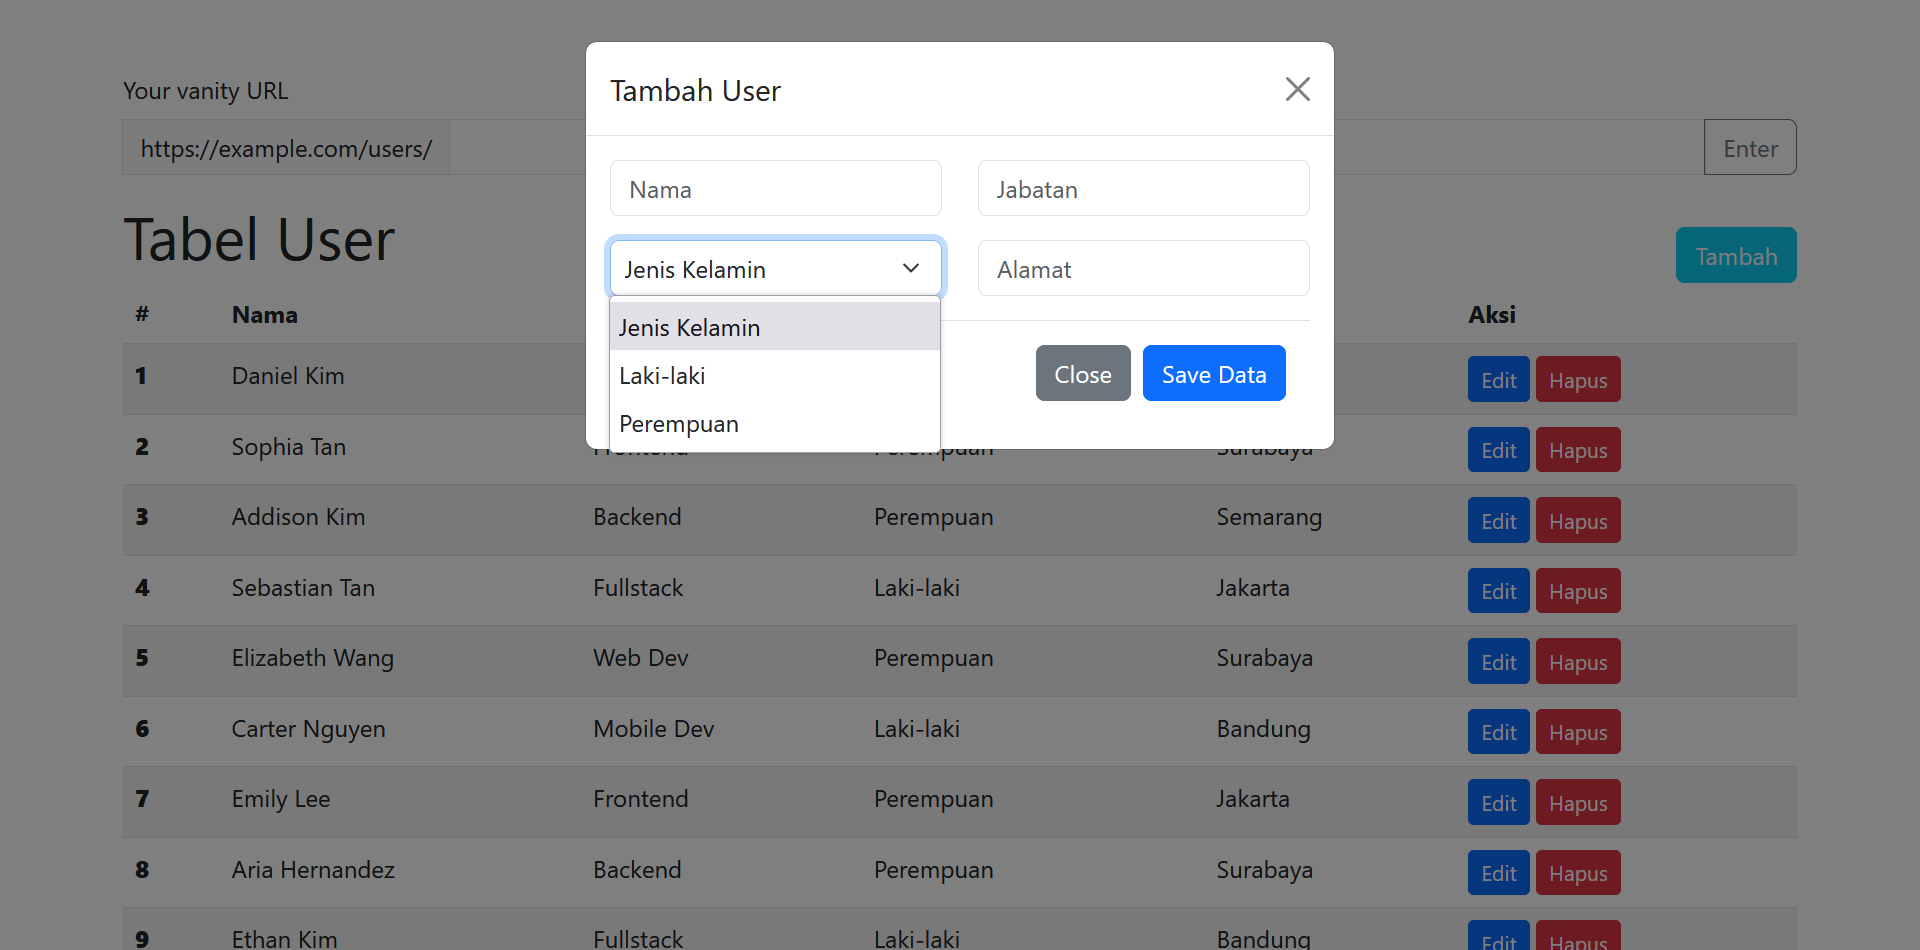 Your vanity URL
https://example.com/users/
Enter
Tabel User
Tambah
Tambah User
Nama
Jabatan
Jenis Kelamin
Alamat
Jenis Kelamin
Laki-laki
Perempuan
Close
Save Data
# Nama Aksi
1 Daniel Kim Edit Hapus
2 Sophia Tan Frontend Perempuan Surabaya Edit Hapus
3 Addison Kim Backend Perempuan Semarang Edit Hapus
4 Sebastian Tan Fullstack Laki-laki Jakarta Edit Hapus
5 Elizabeth Wang Web Dev Perempuan Surabaya Edit Hapus
6 Carter Nguyen Mobile Dev Laki-laki Bandung Edit Hapus
7 Emily Lee Frontend Perempuan Jakarta Edit Hapus
8 Aria Hernandez Backend Perempuan Surabaya Edit Hapus
9 Ethan Kim Fullstack Laki-laki Bandung Edit Hapus